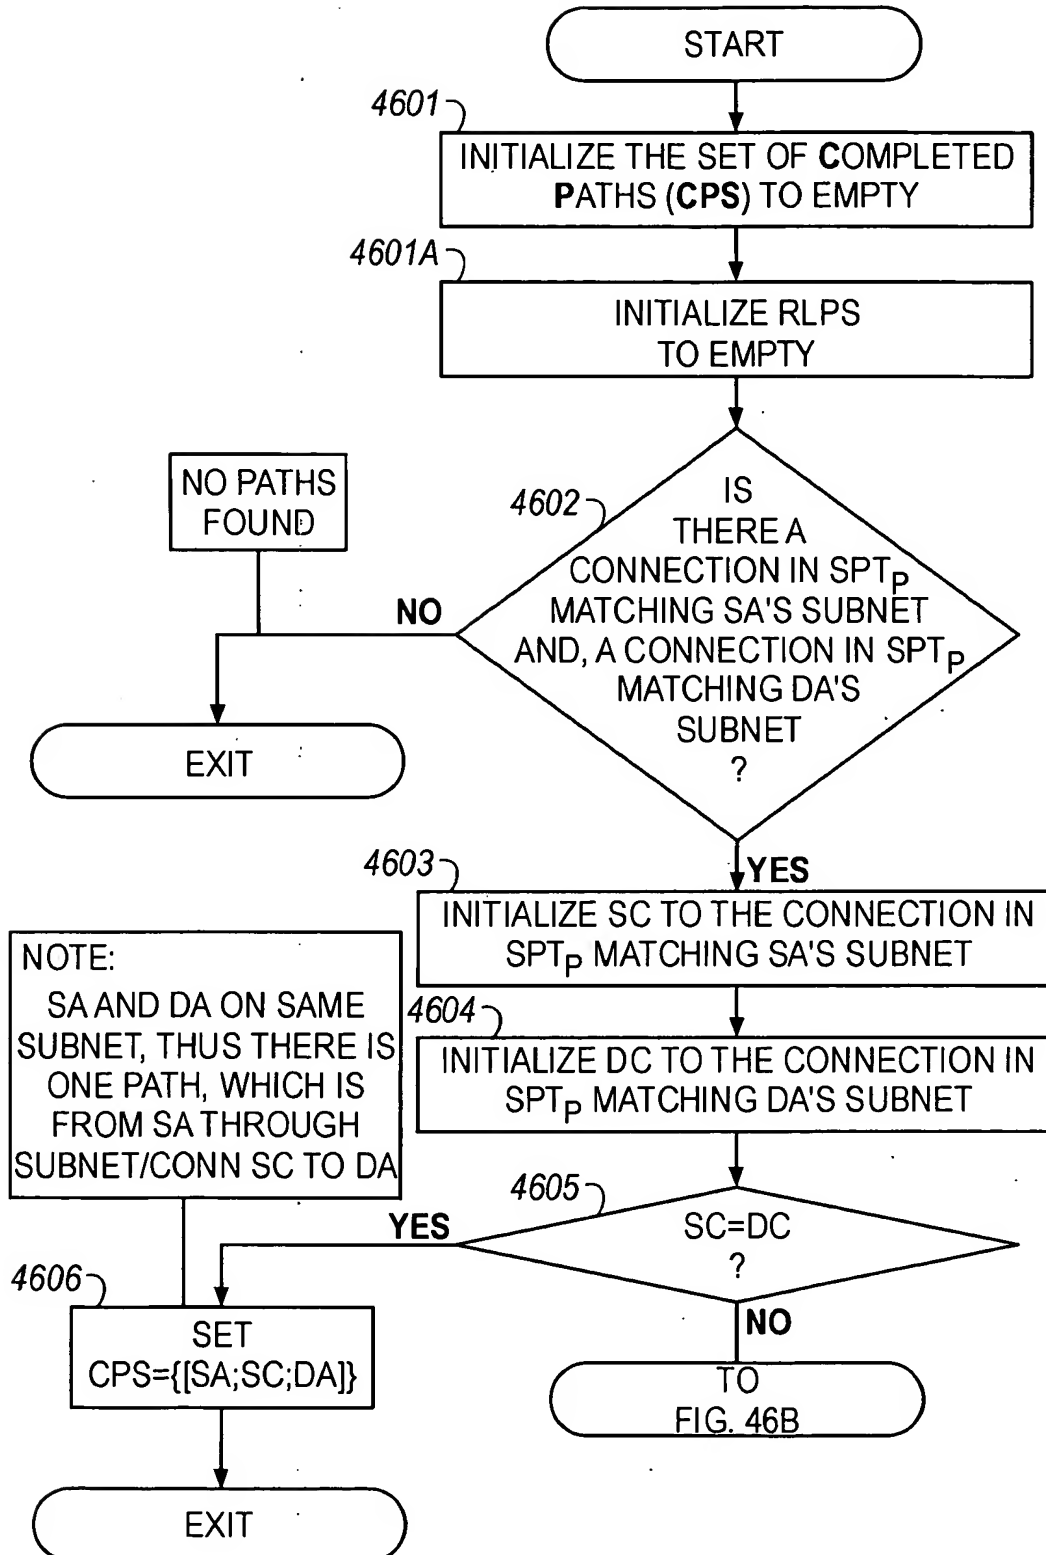 START
4601
INITIALIZE THE SET OF COMPLETED
PATHS (CPS) TO EMPTY
4601A
INITIALIZE RLPS
TO EMPTY
NO PATHS
FOUND
4602
IS
THERE A
CONNECTION IN SPTP
MATCHING SA'S SUBNET
AND, A CONNECTION IN SPTP
MATCHING DA'S
SUBNET
?
NO
EXIT
YES
4603
INITIALIZE SC TO THE CONNECTION IN
SPTP MATCHING SA'S SUBNET
4604
INITIALIZE DC TO THE CONNECTION IN
SPTP MATCHING DA'S SUBNET
NOTE:
SA AND DA ON SAME
SUBNET, THUS THERE IS
ONE PATH, WHICH IS
FROM SA THROUGH
SUBNET/CONN SC TO DA
4605
SC=DC
?
YES
NO
4606
SET
CPS={[SA;SC;DA]}
TO
FIG. 46B
EXIT